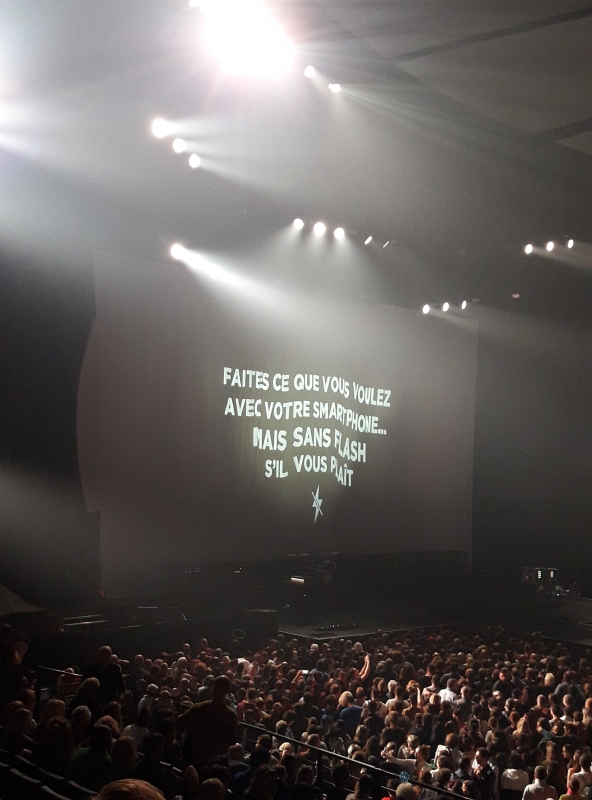 FAITES CE QUE VOUS VOULEZ
AVEC VOTRE SMARTPHONE...
MAIS SANS FLASH
S'IL VOUS PLAÎT